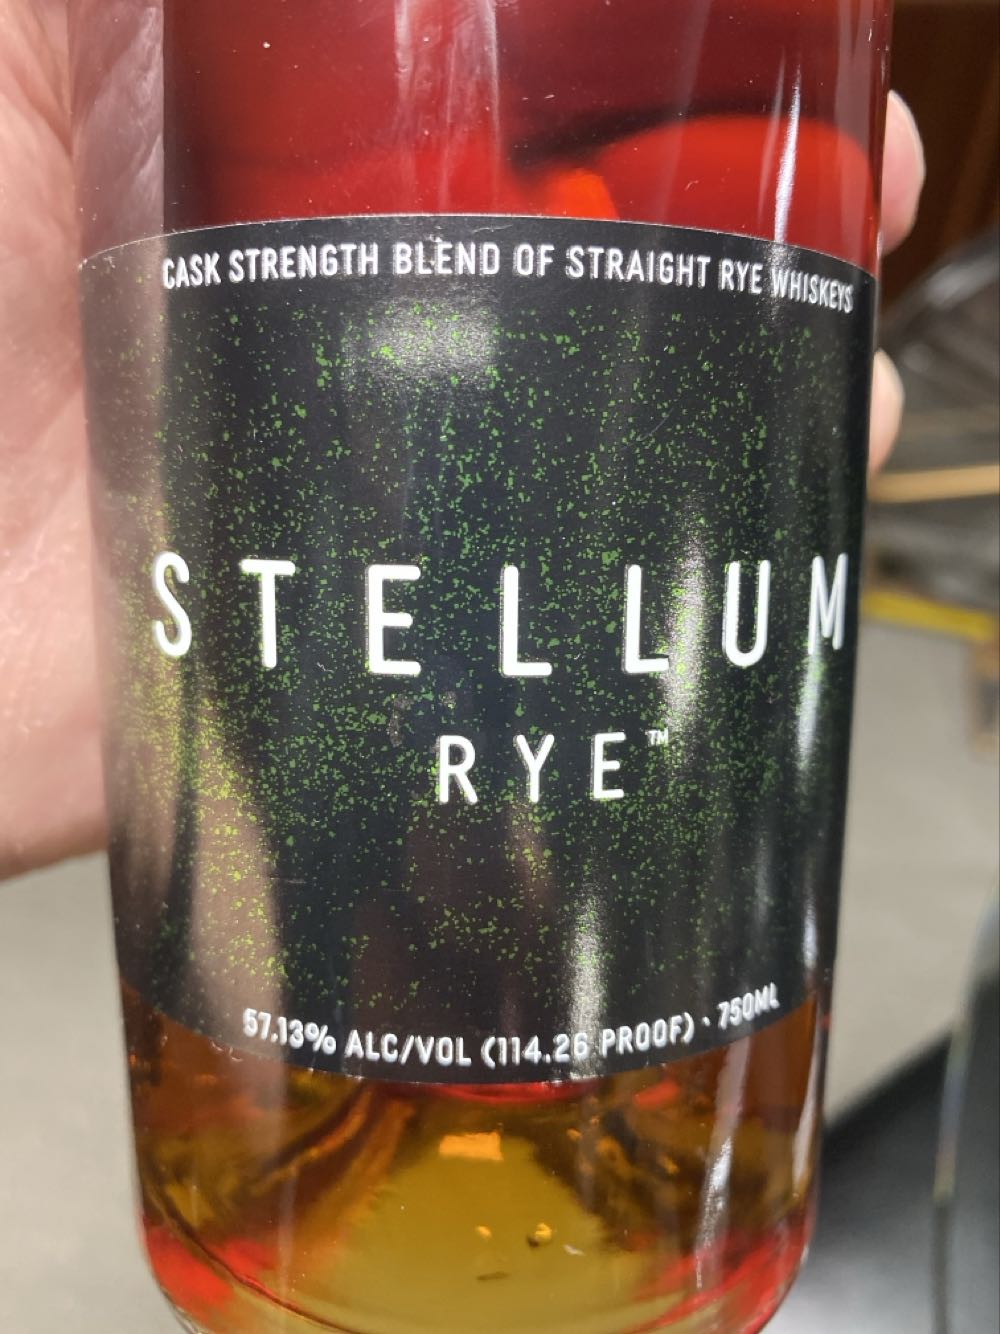 CASK STRENGTH BLEND OF STRAIGHT RYE WHISKEYS
STELLUM
RYE™
57.13% ALC/VOL (114.26 PROOF) · 750ML